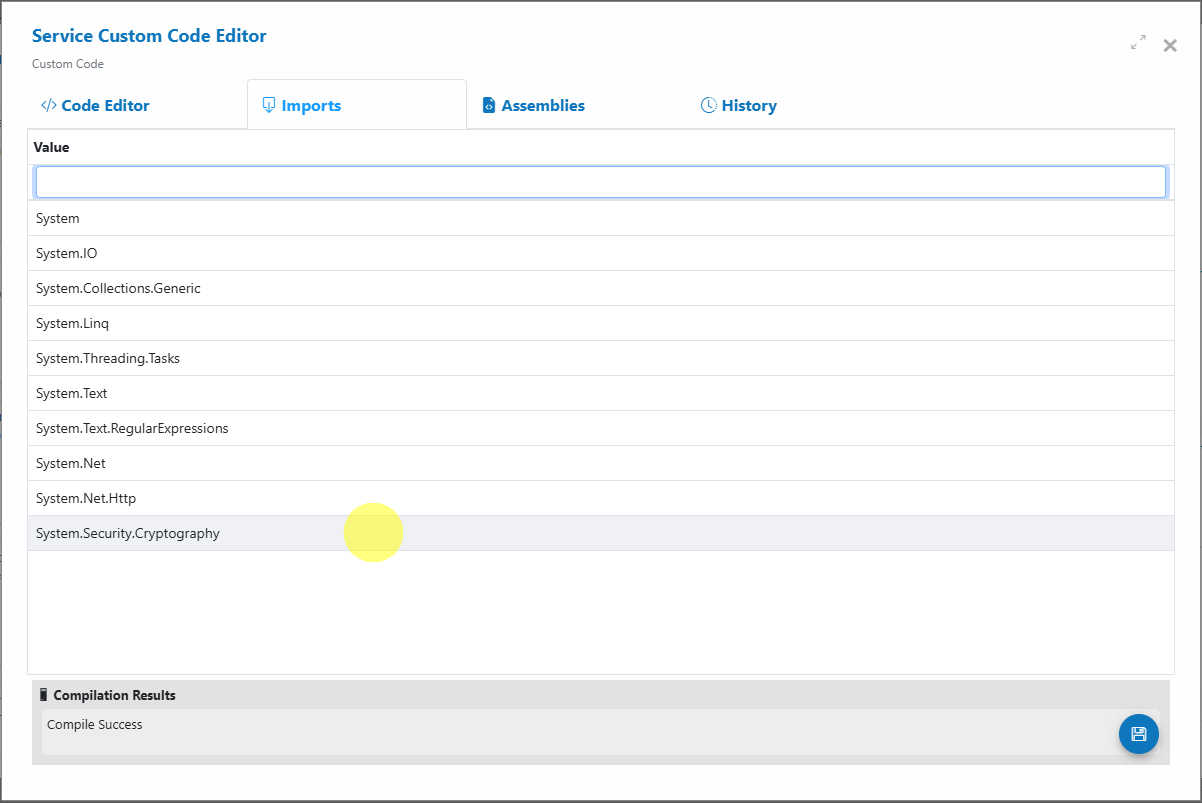 Service Custom Code Editor
Custom Code
Code Editor
Imports
Assemblies
History
Value
System
System.IO
System.Collections.Generic
System.Linq
System.Threading.Tasks
System.Text
System.Text.RegularExpressions
System.Net
System.Net.Http
System.Security.Cryptography
Compilation Results
Compile Success